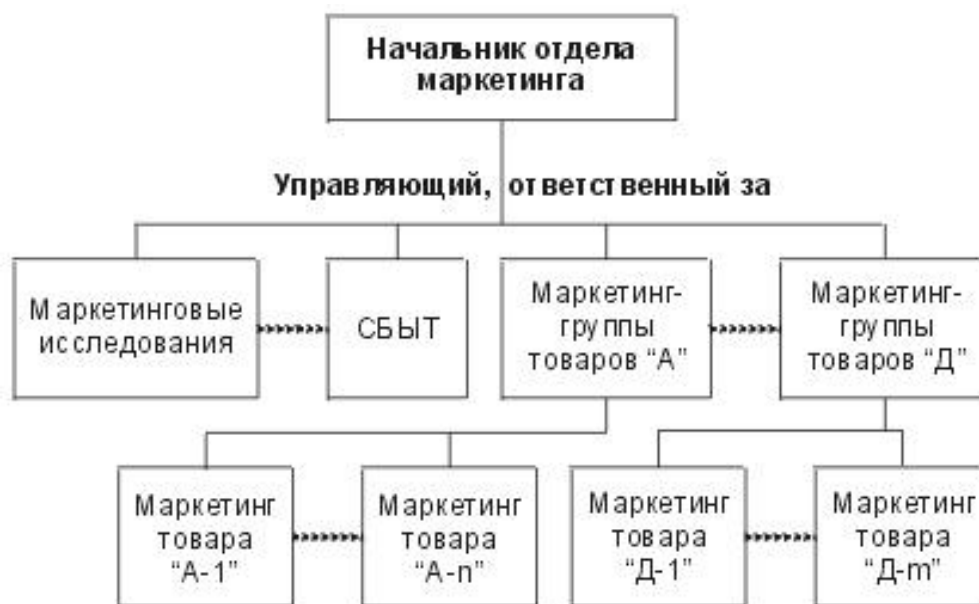 Начальник отдела
маркетинга
Управляющий, ответственный за
Маркетинговые
исследования
СБЫТ
Маркетинг-
группы
товаров “А”
Маркетинг-
группы
товаров “Д”
Маркетинг
товара
“А-1”
Маркетинг
товара
“А-n”
Маркетинг
товара
“Д-1”
Маркетинг
товара
“Д-m”